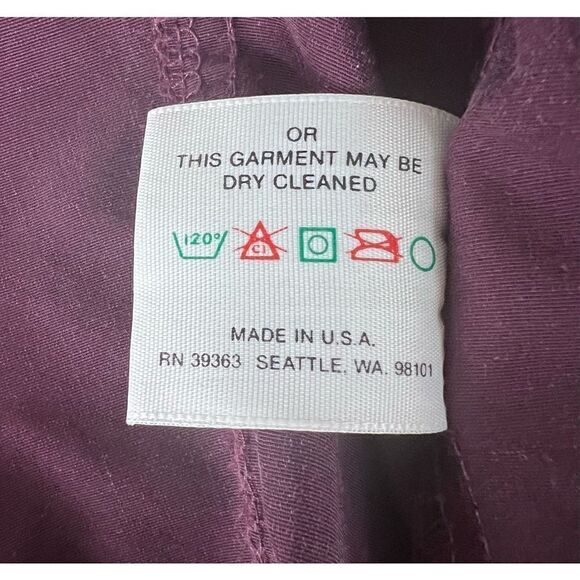 OR
THIS GARMENT MAY BE
DRY CLEANED
120° Cl
MADE IN U.S.A.
RN 39363 SEATTLE, WA. 98101